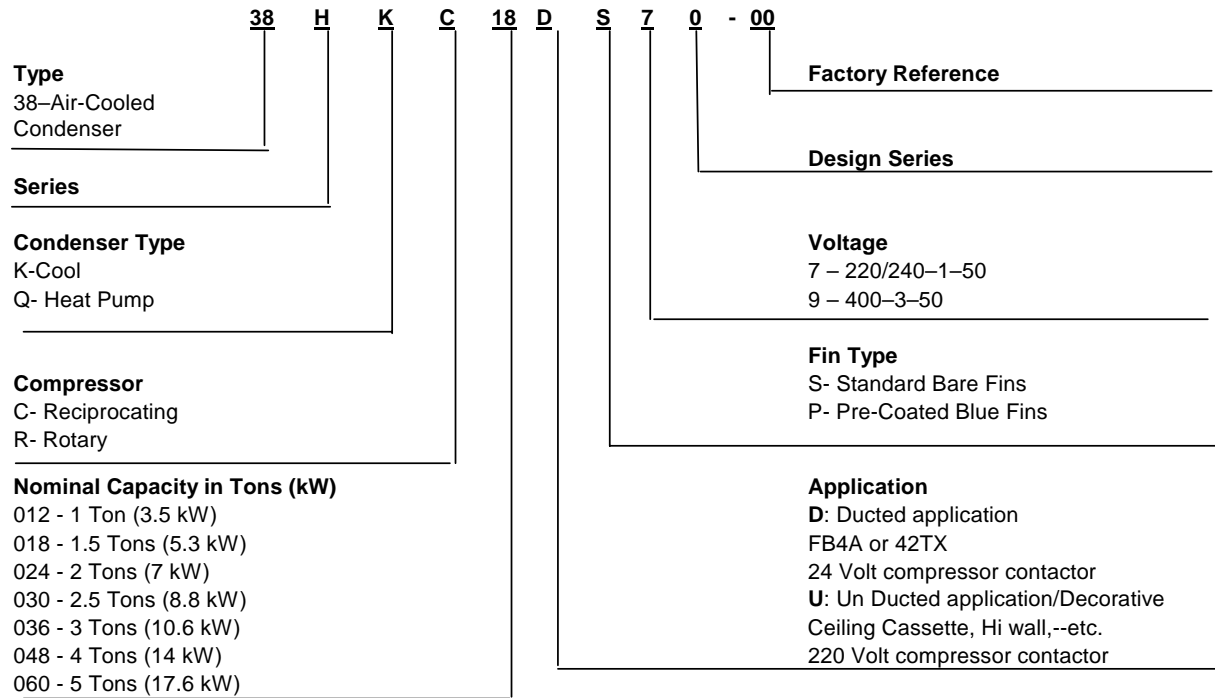 38 H K C 18 D S 7 0 - 00
Type
38–Air-Cooled
Condenser
Series
Condenser Type
K-Cool
Q- Heat Pump
Compressor
C- Reciprocating
R- Rotary
Nominal Capacity in Tons (kW)
012 - 1 Ton (3.5 kW)
018 - 1.5 Tons (5.3 kW)
024 - 2 Tons (7 kW)
030 - 2.5 Tons (8.8 kW)
036 - 3 Tons (10.6 kW)
048 - 4 Tons (14 kW)
060 - 5 Tons (17.6 kW)
Factory Reference
Design Series
Voltage
7 – 220/240–1–50
9 – 400–3–50
Fin Type
S- Standard Bare Fins
P- Pre-Coated Blue Fins
Application
D: Ducted application
FB4A or 42TX
24 Volt compressor contactor
U: Un Ducted application/Decorative
Ceiling Cassette, Hi wall,--etc.
220 Volt compressor contactor